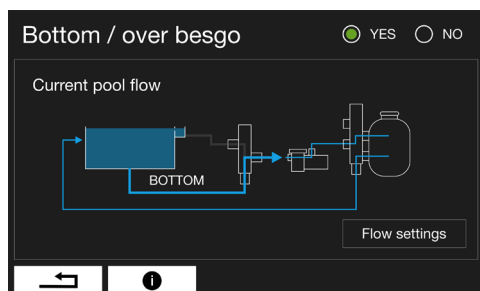 Bottom / over besgo
YES
NO
Current pool flow
BOTTOM
Flow settings